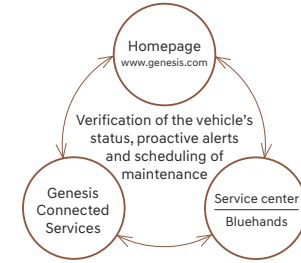 Homepage
www.genesis.com
Verification of the vehicle's
status, proactive alerts
and scheduling of
maintenance
Genesis
Connected
Services
Service center
Bluehands